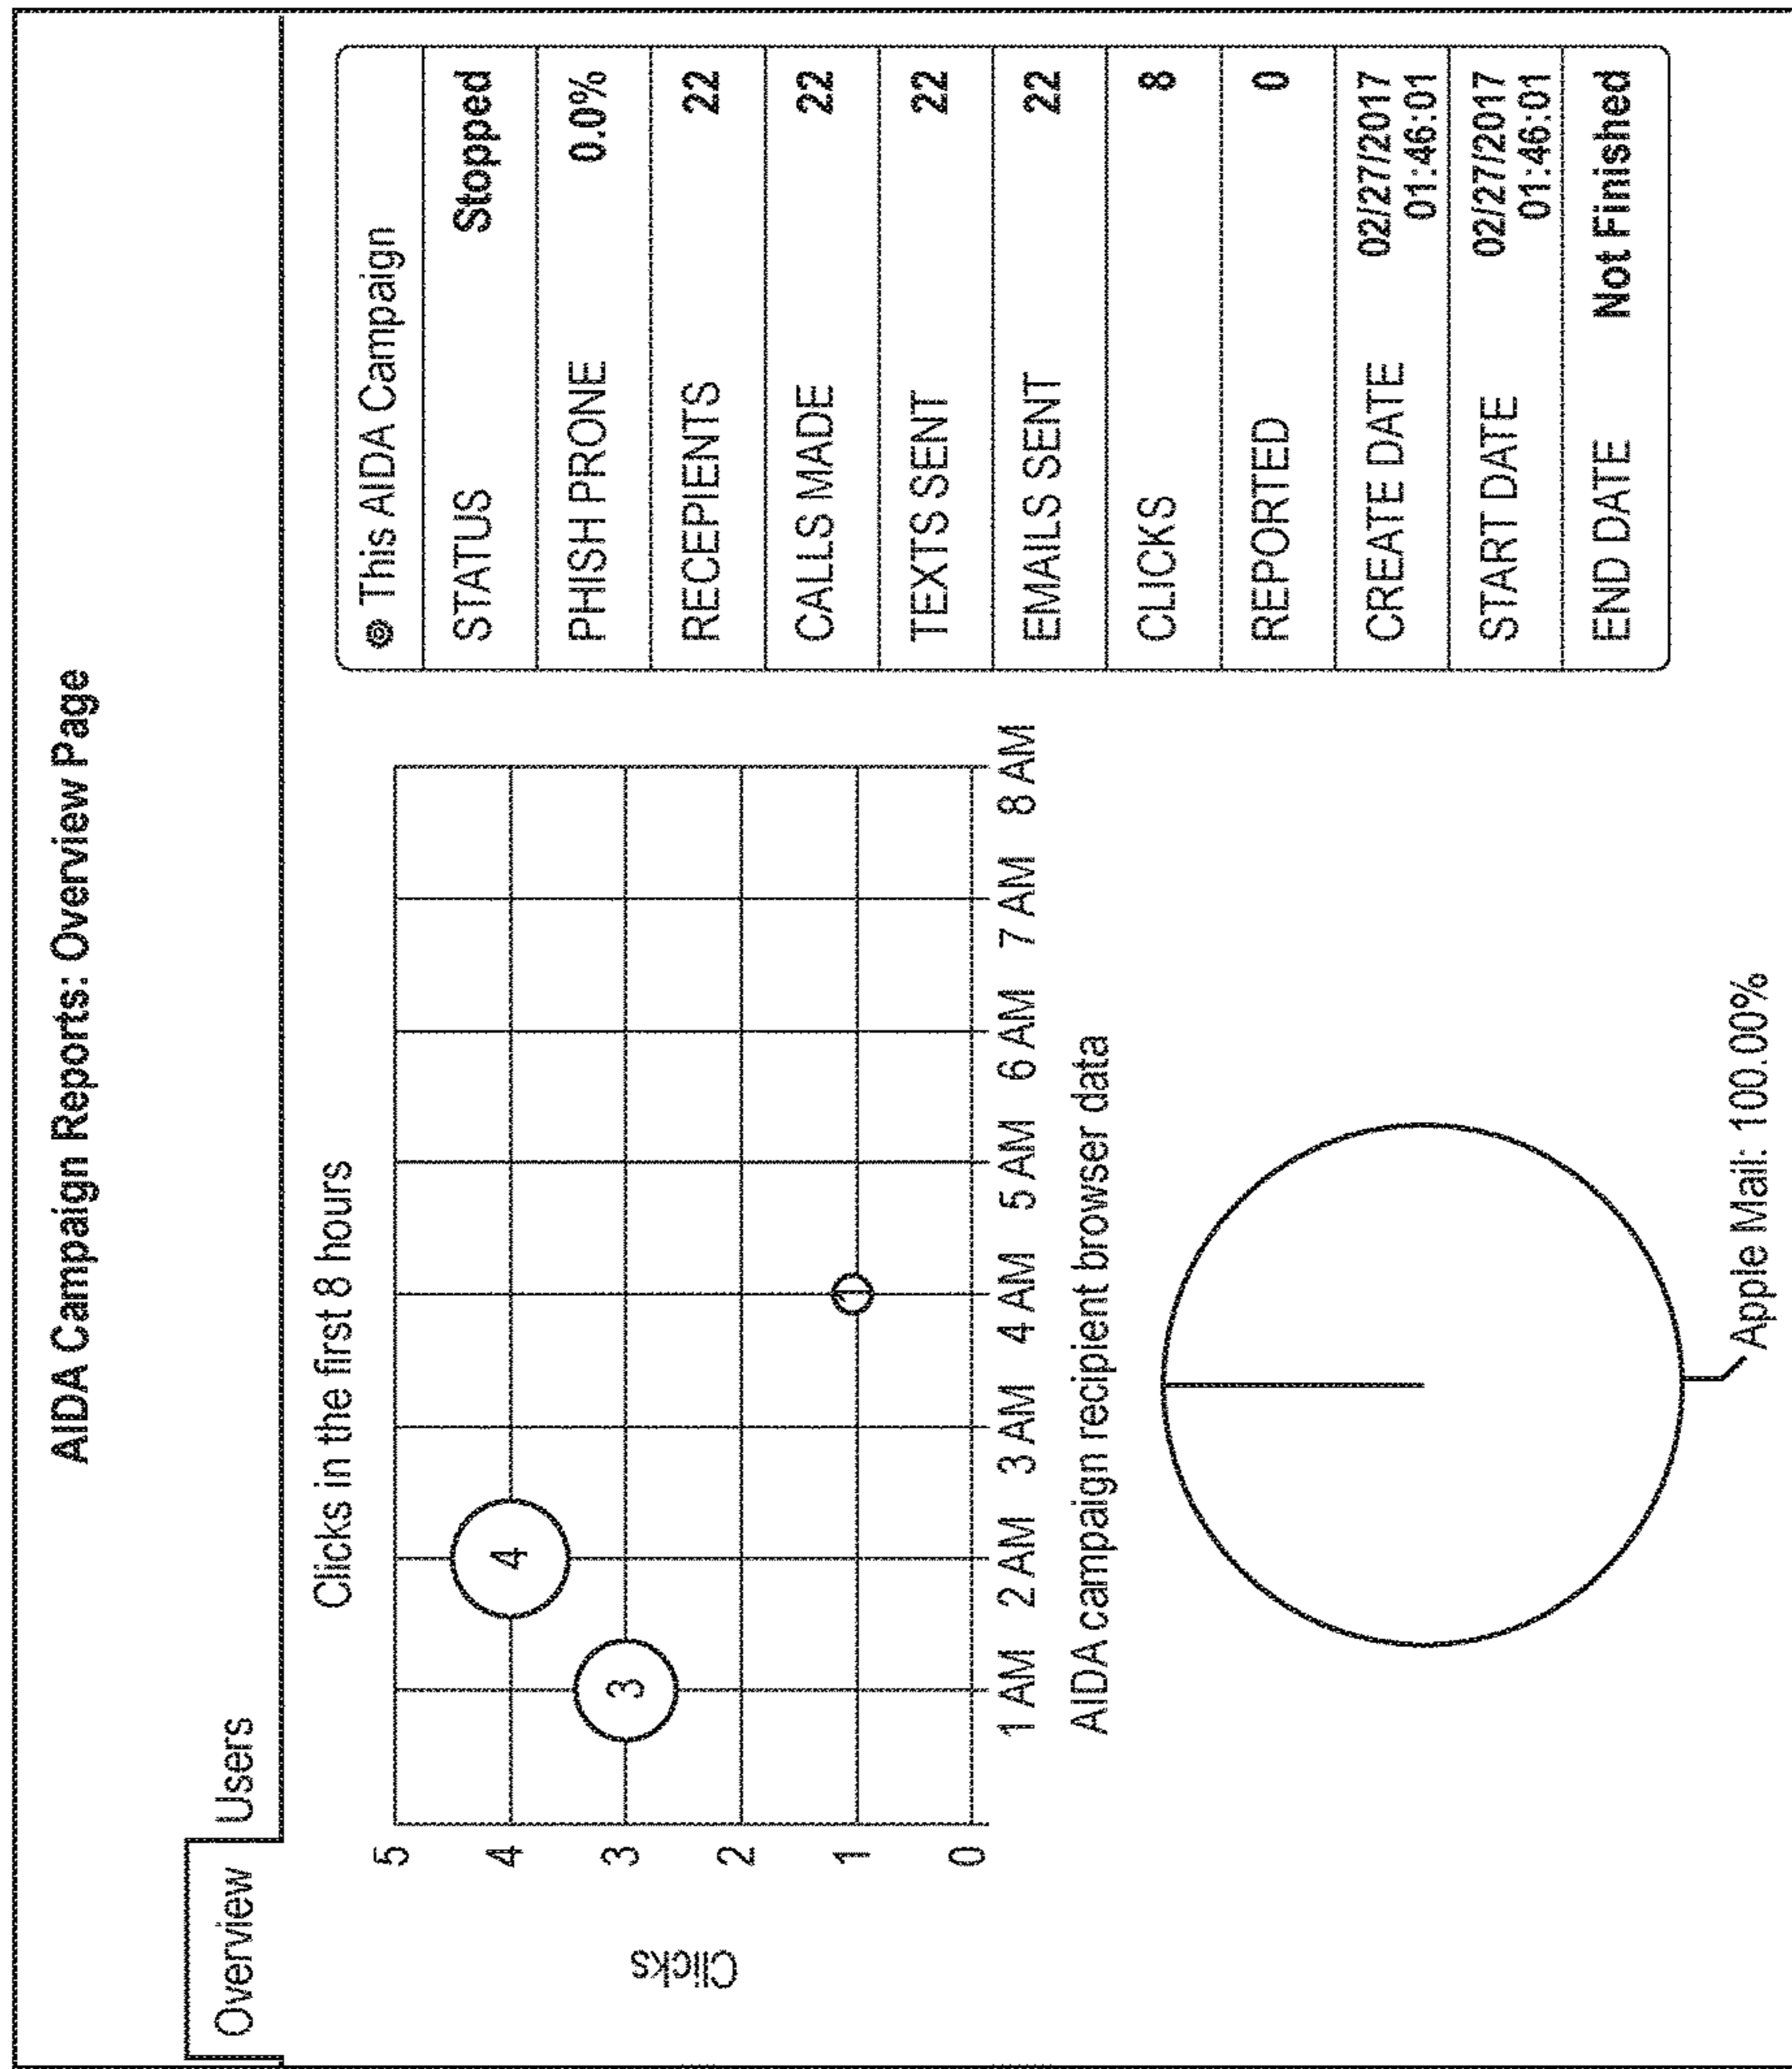 AIDA Campaign Reports: Overview Page
Overview Users
Clicks in the first 8 hours
Clicks
5
4
3
2
1
0
4
3
1
1 AM 2 AM 3 AM 4 AM 5 AM 6 AM 7 AM 8 AM
AIDA campaign recipient browser data
Apple Mail: 100.00%
This AIDA Campaign
STATUS Stopped
PHISH PRONE 0.0%
RECEPIENTS 22
CALLS MADE 22
TEXTS SENT 22
EMAILS SENT 22
CLICKS 8
REPORTED 0
CREATE DATE 02/27/2017
01:46:01
START DATE 02/27/2017
01:46:01
END DATE Not Finished